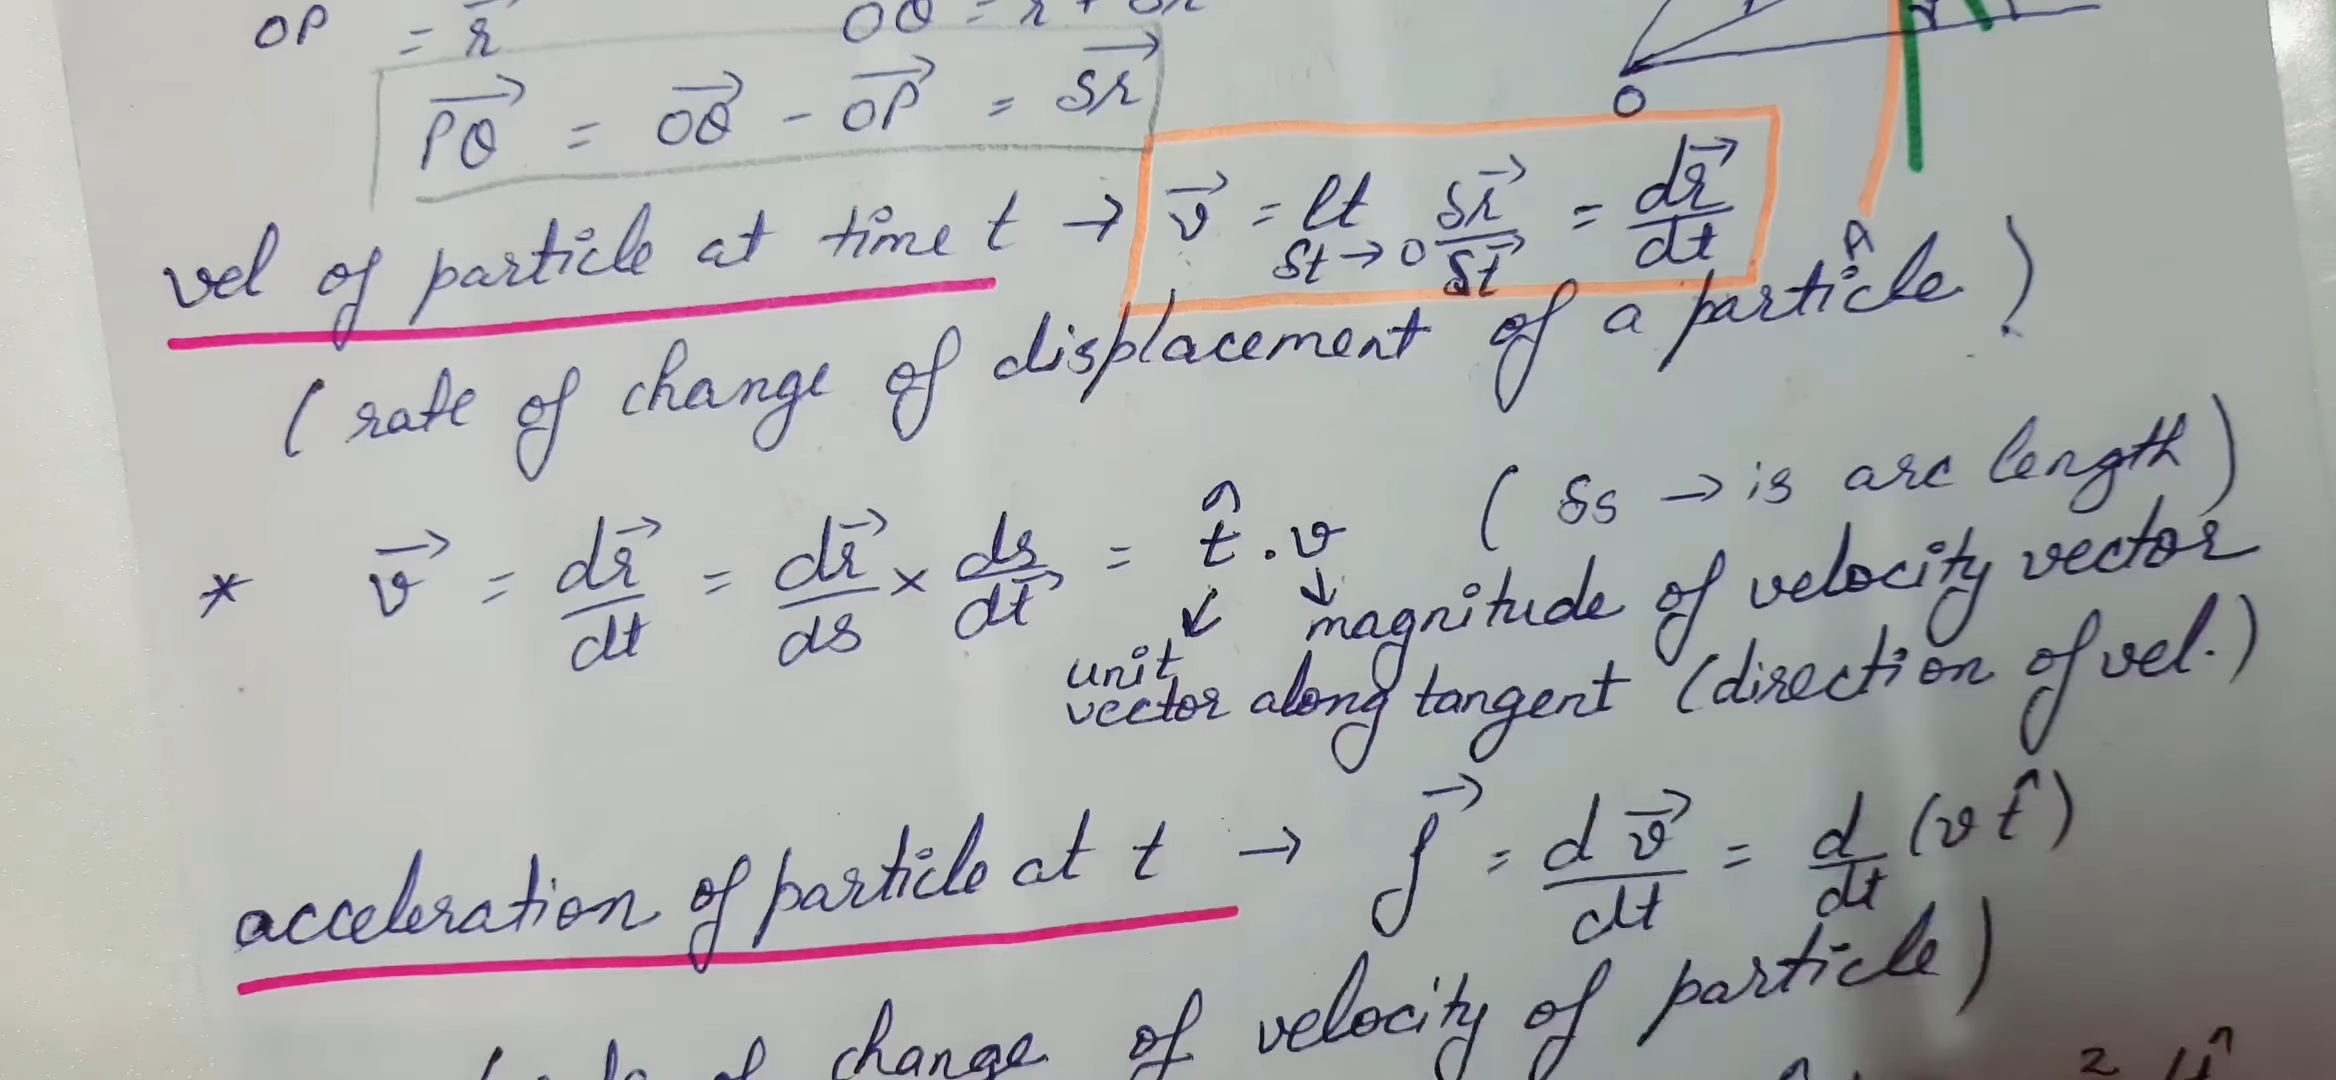 OP = r⃗ OQ = r + δr
PQ⃗ = OQ⃗ - OP⃗ = δr⃗
O
vel of particle at time t → v⃗ = lt δt→0 δr⃗/δt⃗ = dr⃗/dt
(rate of change of displacement of a particle)
(δs → is arc length)
* v⃗ = dr⃗/dt = dr⃗/ds × ds/dt = t̂ . v
magnitude of velocity vector
unit vector along tangent (direction of vel.)
acceleration of particle at t → f⃗ = dv⃗/dt = d/dt (v t̂)
change of velocity of particle)